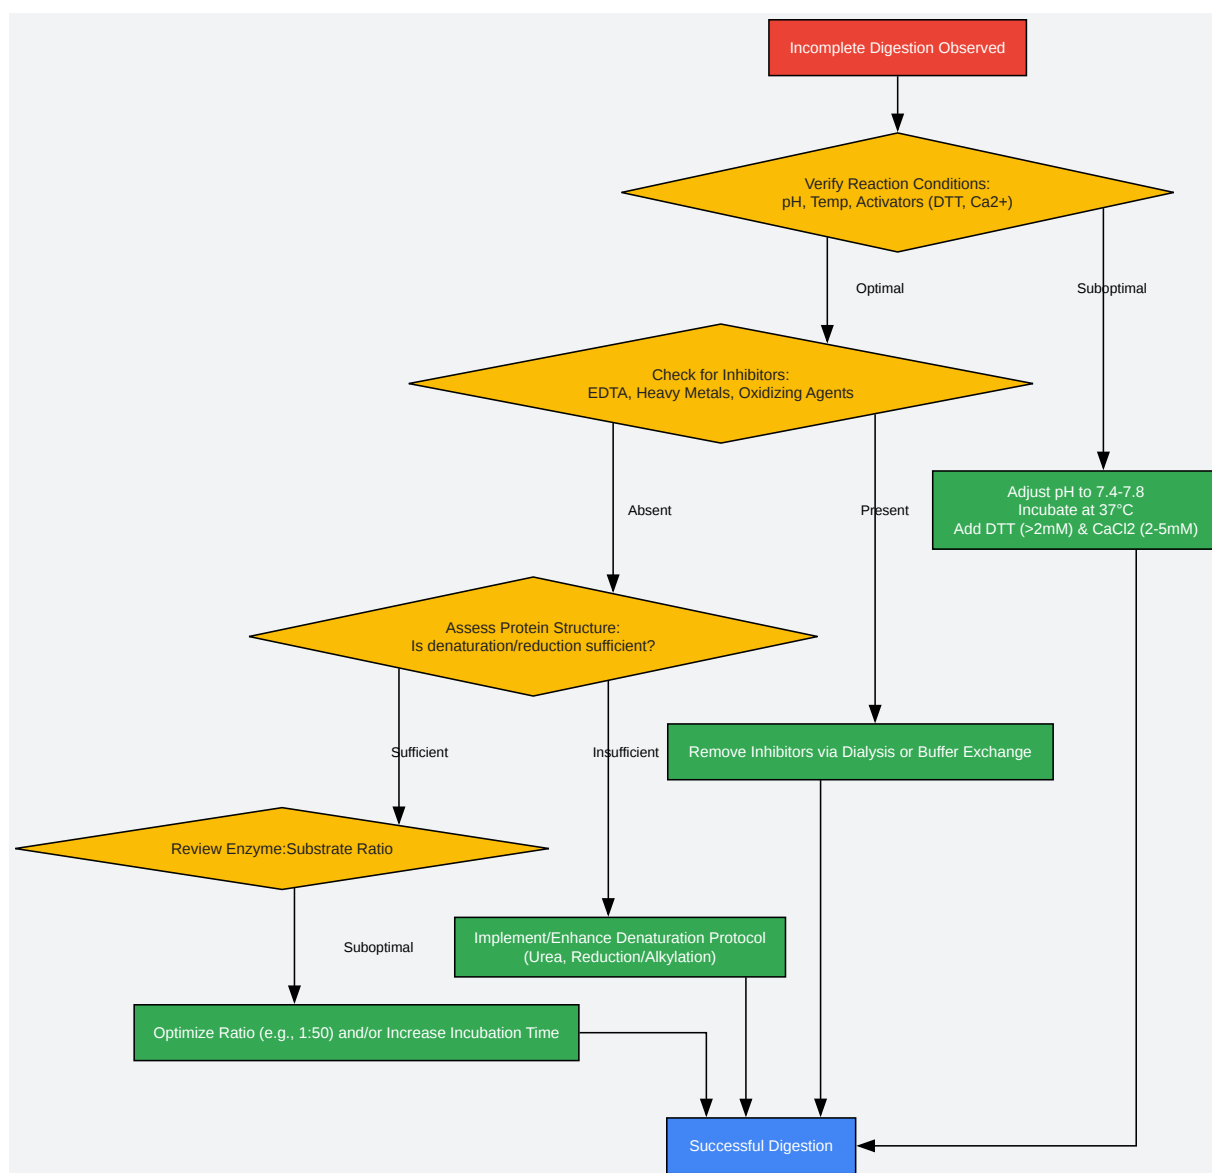 Incomplete Digestion Observed
Verify Reaction Conditions:
pH, Temp, Activators (DTT, Ca2+)
Optimal
Suboptimal
Check for Inhibitors:
EDTA, Heavy Metals, Oxidizing Agents
Absent
Present
Adjust pH to 7.4-7.8
Incubate at 37°C
Add DTT (>2mM) & CaCl2 (2-5mM)
Assess Protein Structure:
Is denaturation/reduction sufficient?
Sufficient
Insufficient
Remove Inhibitors via Dialysis or Buffer Exchange
Review Enzyme:Substrate Ratio
Suboptimal
Implement/Enhance Denaturation Protocol
(Urea, Reduction/Alkylation)
Optimize Ratio (e.g., 1:50) and/or Increase Incubation Time
Successful Digestion